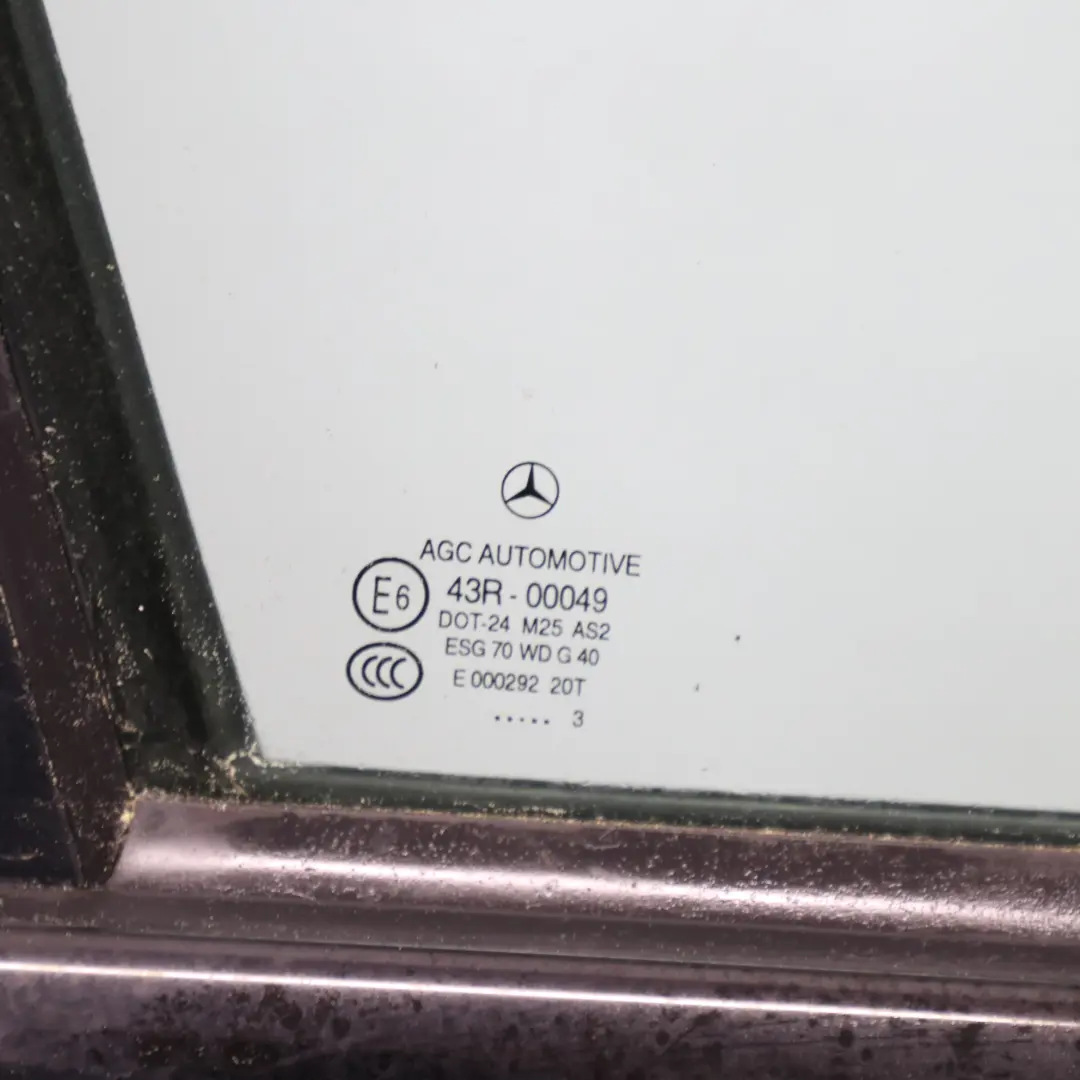 AGC AUTOMOTIVE
E6 43R - 00049
DOT-24 M25 AS2
ESG 70 WD G 40
CCC E 000292 20T
..... 3